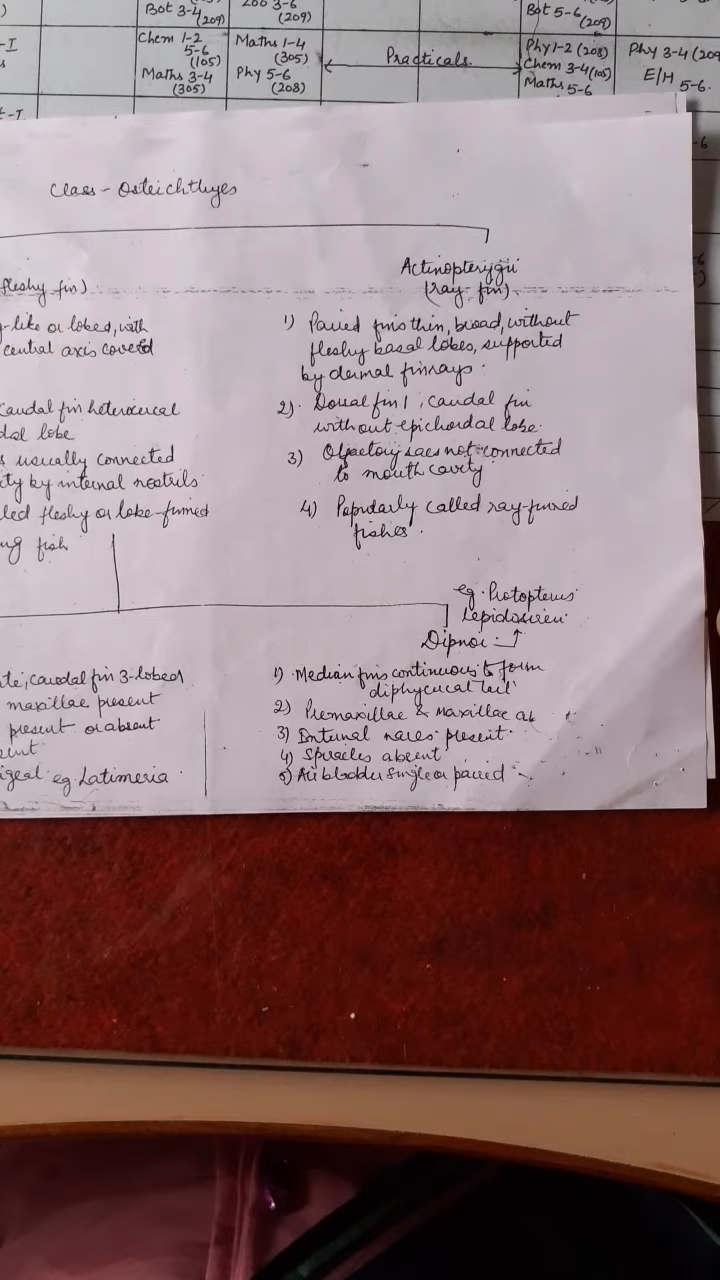 Bot 3-4
(209)
Zoo 3-6
(209)
Bot 5-6
(209)
-I
Chem 1-2
5-6
(105)
Maths 3-4
(305)
Maths 1-4
(305)
Phy 5-6
(208)
Practicals.
Phy 1-2 (208)
Chem 3-4 (105)
Maths 5-6
Phy 3-4 (209
E/H 5-6.
t-I
-6
Class - Osteichthyes
fleshy fin)
-like or lobed, with
central axis covered
caudal fin heterocercal
dal lobe
s usually connected
ity by internal nostrils
led fleshy or lobe-finned
ng fish
Actinopterygii
(ray-fin)
1) Paired fins thin, broad, without
fleshy basal lobes, supported
by dermal finrays.
2). Dorsal fin 1, caudal fin
without epichordal lobe.
3) Olfactory sacs not connected
to mouth cavity
4) Popularly called ray-finned
fishes.
eg. Protopterus
Lepidosiren
Dipnoi
te, caudal fin 3-lobed
maxillae present
present or absent
sent
igeal eg. Latimeria
1) Median fins continuous to form
diphycercal tail
2) Premaxillae & Maxillae a
3) Internal nares present.
4) Spiracles absent
5) Air bladder single or paired